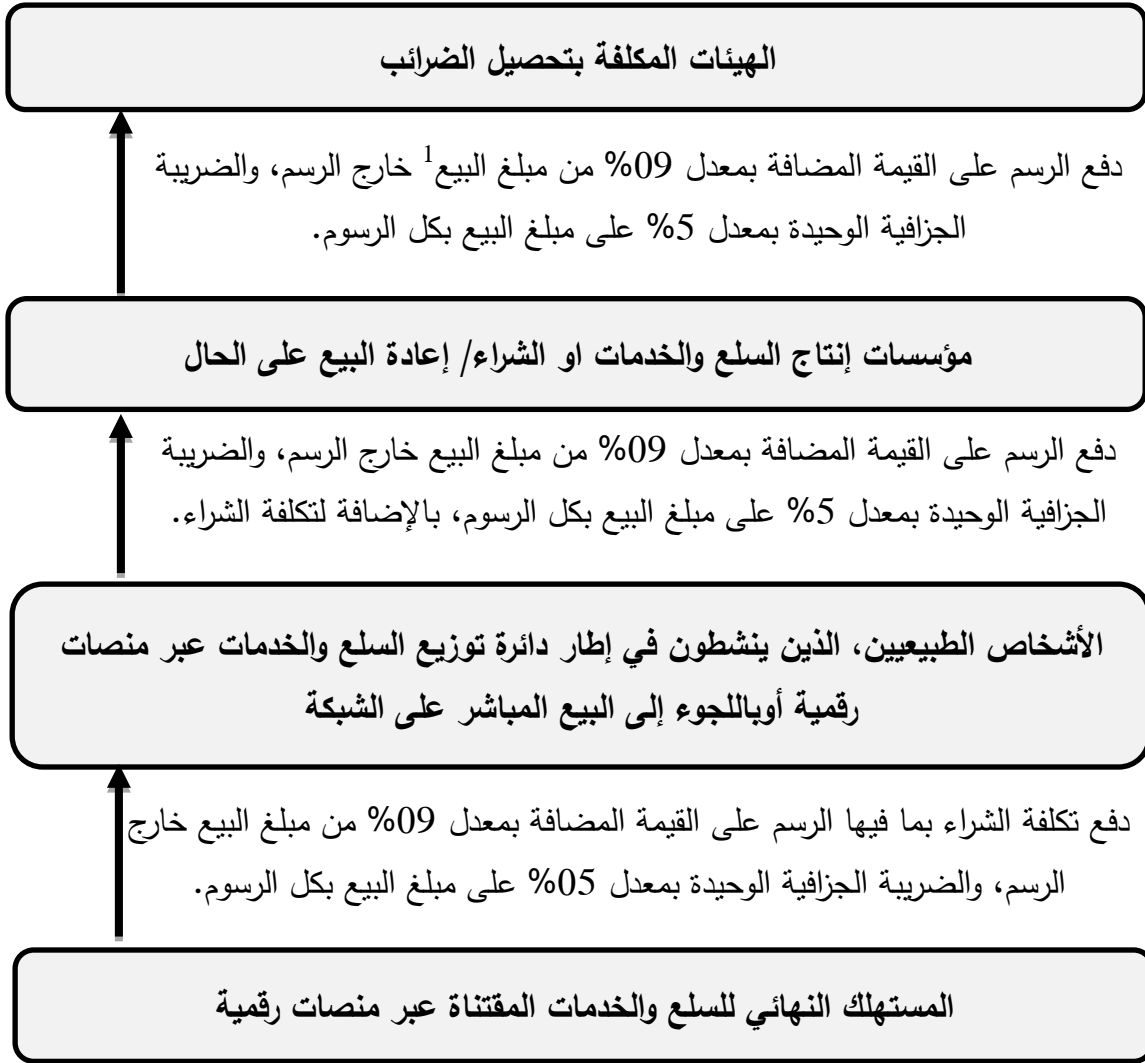 الهيئات المكلفة بتحصيل الضرائب
دفع الرسم على القيمة المضافة بمعدل 09% من مبلغ البيع1 خارج الرسم، والضريبة
الجزافية الوحيدة بمعدل 5% على مبلغ البيع بكل الرسوم.
مؤسسات إنتاج السلع والخدمات او الشراء/ إعادة البيع على الحال
دفع الرسم على القيمة المضافة بمعدل 09% من مبلغ البيع خارج الرسم، والضريبة
الجزافية الوحيدة بمعدل 5% على مبلغ البيع بكل الرسوم، بالإضافة لتكلفة الشراء.
الأشخاص الطبيعيين، الذين ينشطون في إطار دائرة توزيع السلع والخدمات عبر منصات
رقمية أوباللجوء إلى البيع المباشر على الشبكة
دفع تكلفة الشراء بما فيها الرسم على القيمة المضافة بمعدل 09% من مبلغ البيع خارج
الرسم، والضريبة الجزافية الوحيدة بمعدل 05% على مبلغ البيع بكل الرسوم.
المستهلك النهائي للسلع والخدمات المقتناة عبر منصات رقمية